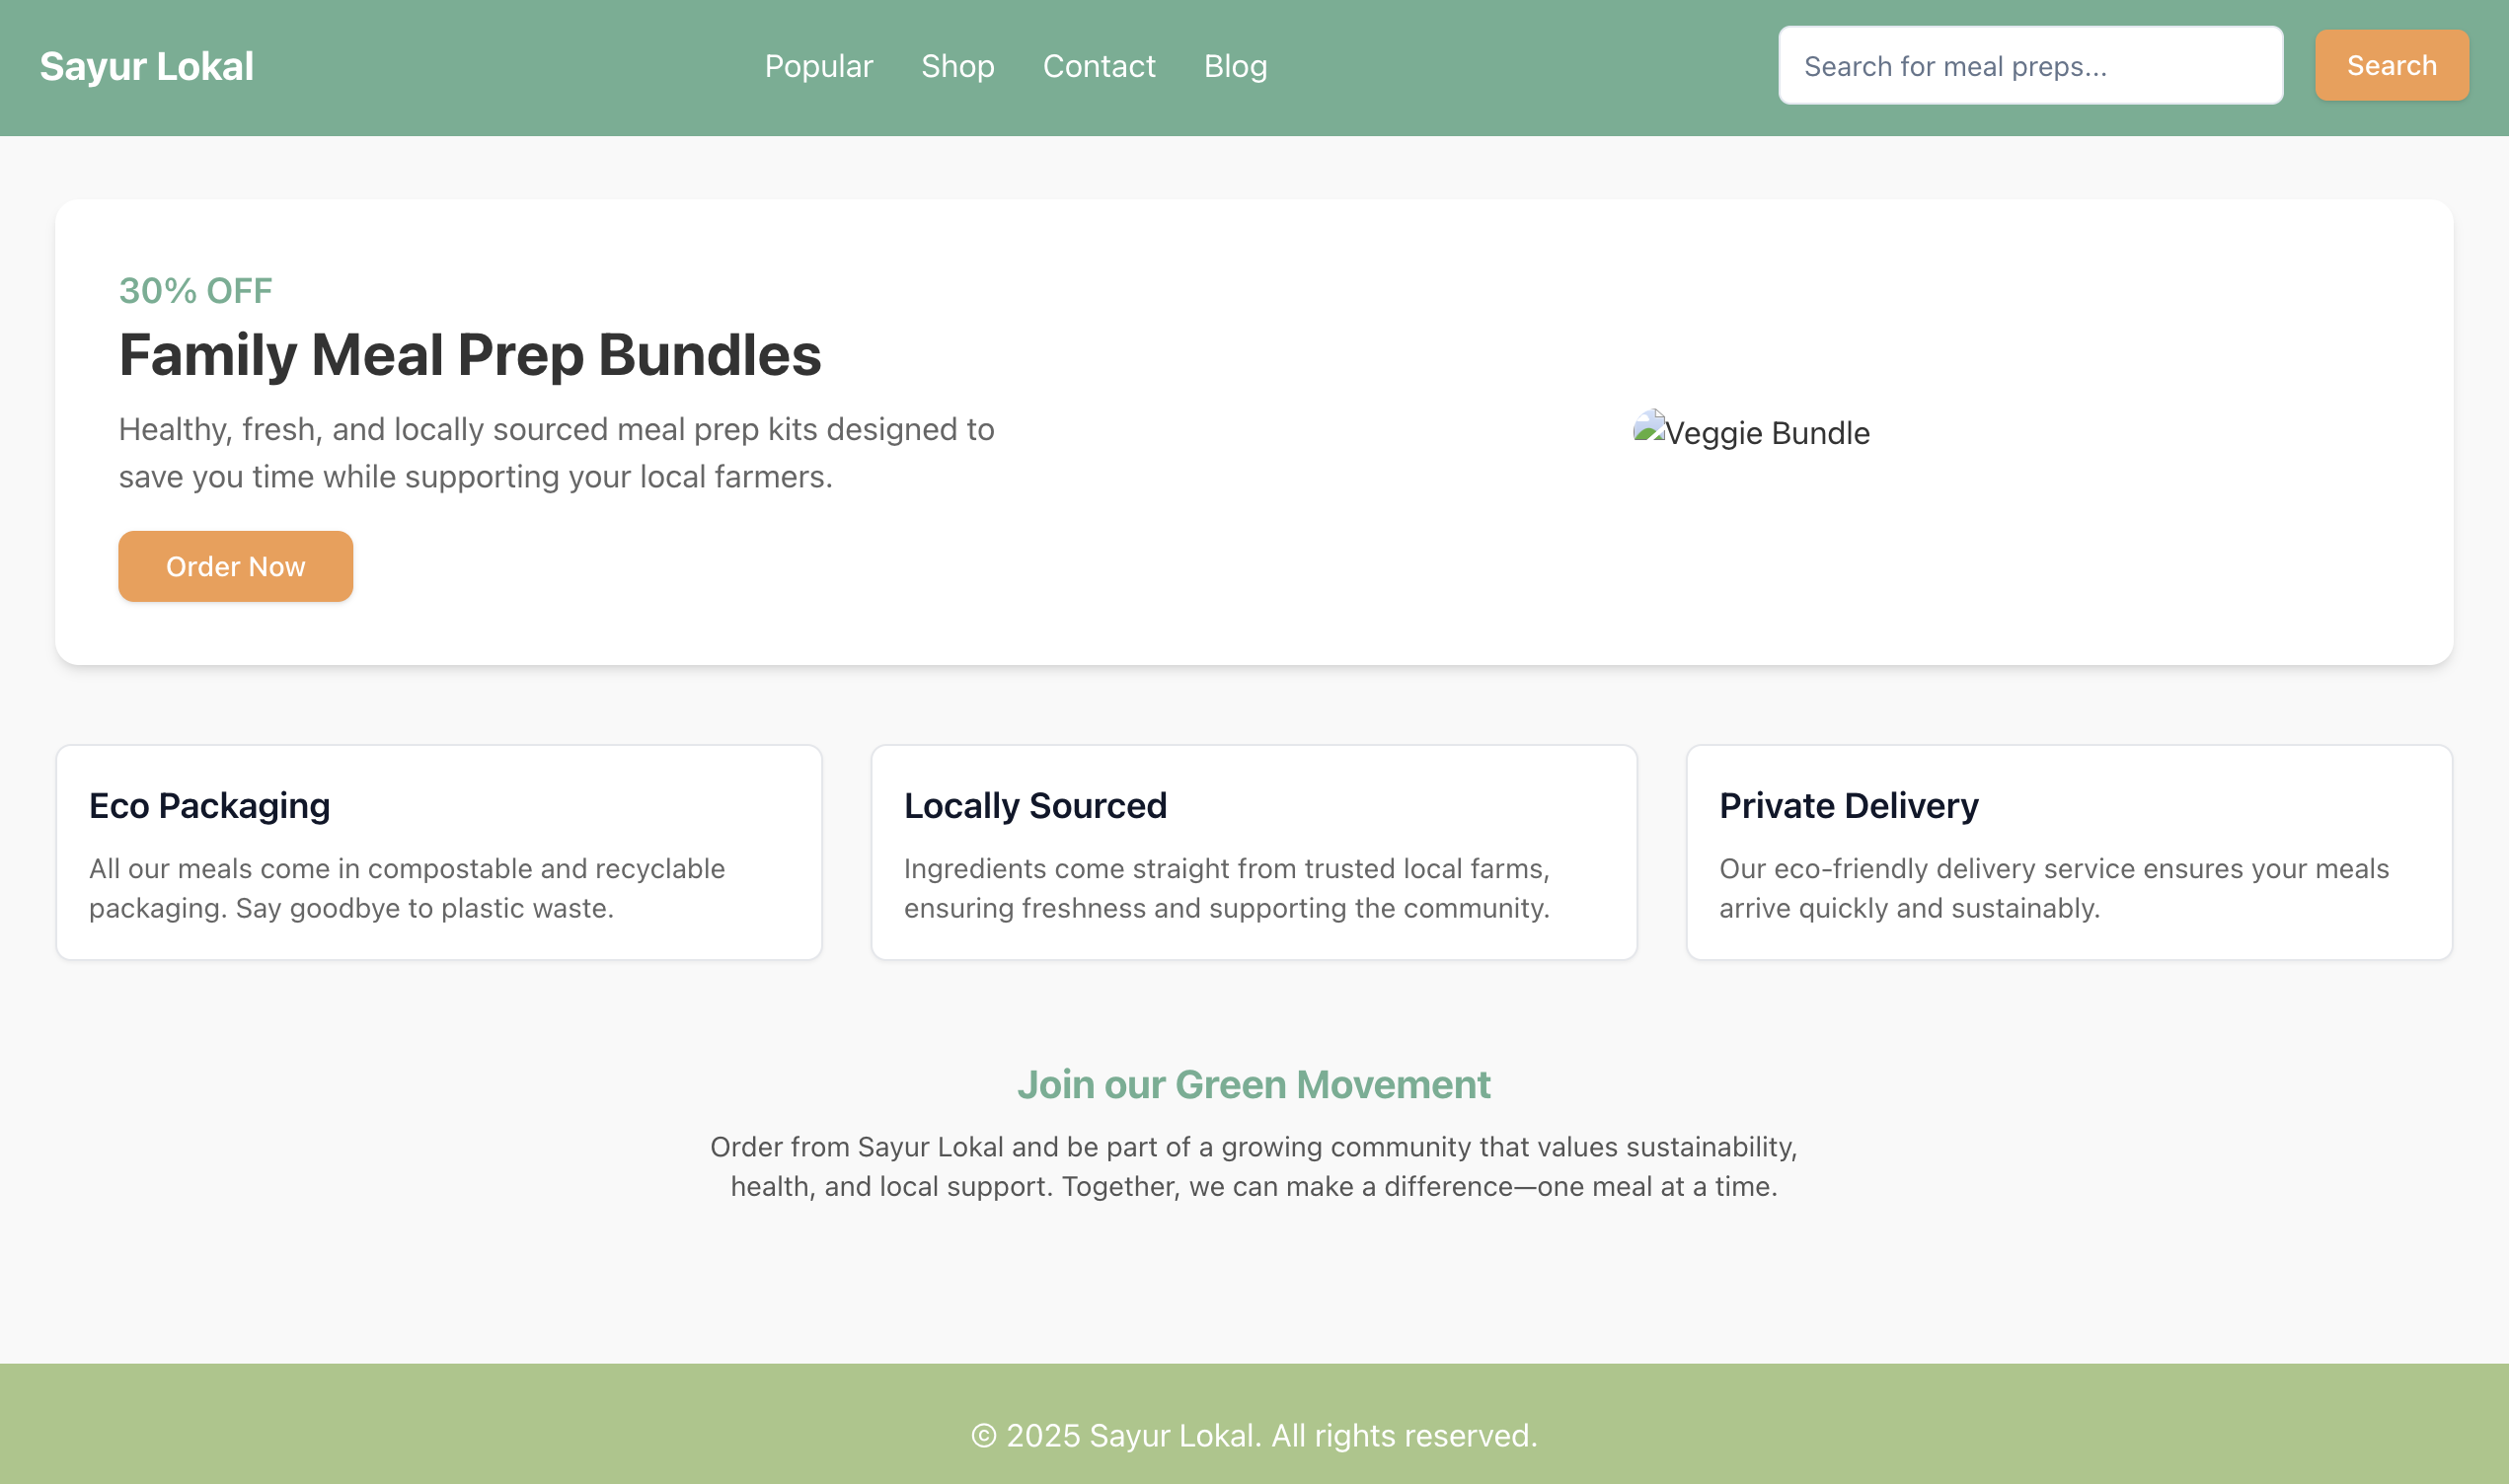 Sayur Lokal
Popular Shop Contact Blog
Search for meal preps...
Search
30% OFF
Family Meal Prep Bundles
Healthy, fresh, and locally sourced meal prep kits designed to
save you time while supporting your local farmers.
Order Now
Veggie Bundle
Eco Packaging
All our meals come in compostable and recyclable
packaging. Say goodbye to plastic waste.
Locally Sourced
Ingredients come straight from trusted local farms,
ensuring freshness and supporting the community.
Private Delivery
Our eco-friendly delivery service ensures your meals
arrive quickly and sustainably.
Join our Green Movement
Order from Sayur Lokal and be part of a growing community that values sustainability,
health, and local support. Together, we can make a difference—one meal at a time.
© 2025 Sayur Lokal. All rights reserved.